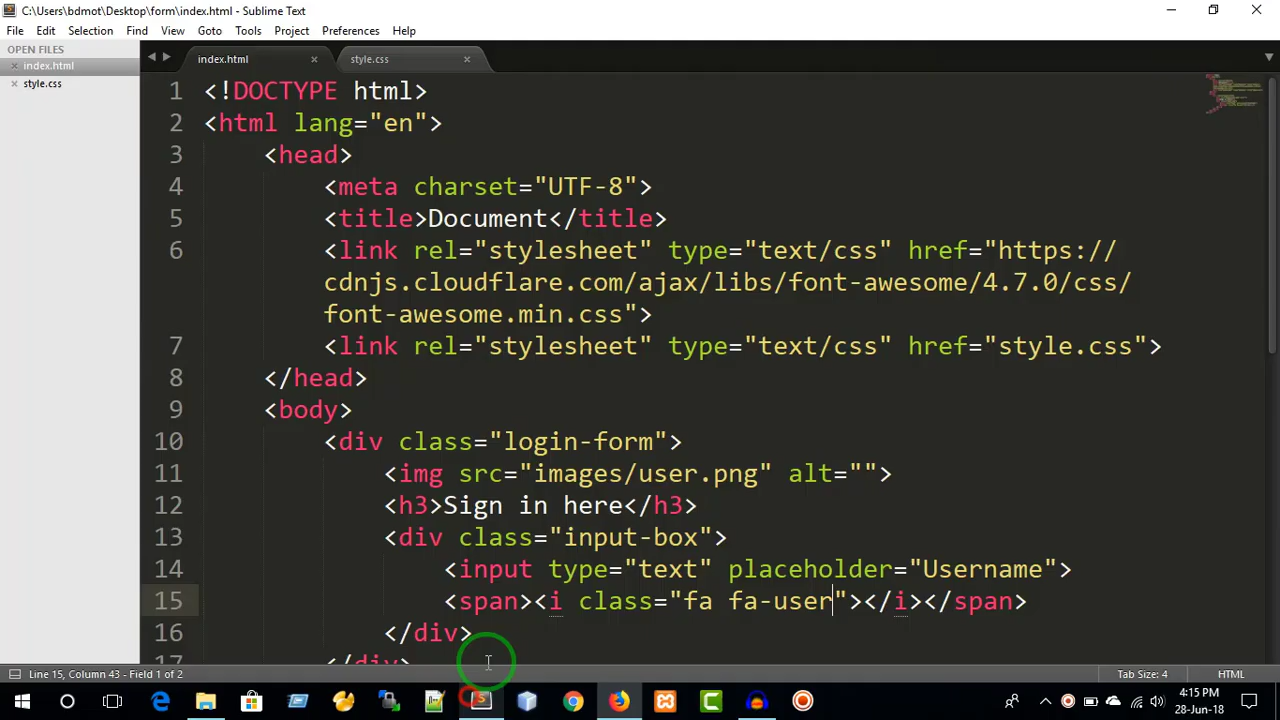 C:\Users\bdmot\Desktop\form\index.html - Sublime Text
File Edit Selection Find View Goto Tools Project Preferences Help
OPEN FILES
index.html
style.css
index.html × style.css ×
1 <!DOCTYPE html>
2 <html lang="en">
3 <head>
4 <meta charset="UTF-8">
5 <title>Document</title>
6 <link rel="stylesheet" type="text/css" href="https://
cdnjs.cloudflare.com/ajax/libs/font-awesome/4.7.0/css/
font-awesome.min.css">
7 <link rel="stylesheet" type="text/css" href="style.css">
8 </head>
9 <body>
10 <div class="login-form">
11 <img src="images/user.png" alt="">
12 <h3>Sign in here</h3>
13 <div class="input-box">
14 <input type="text" placeholder="Username">
15 <span><i class="fa fa-user"></i></span>
16 </div>
17 </div>
Line 15, Column 43 - Field 1 of 2 Tab Size: 4 HTML
4:15 PM
28-Jun-18